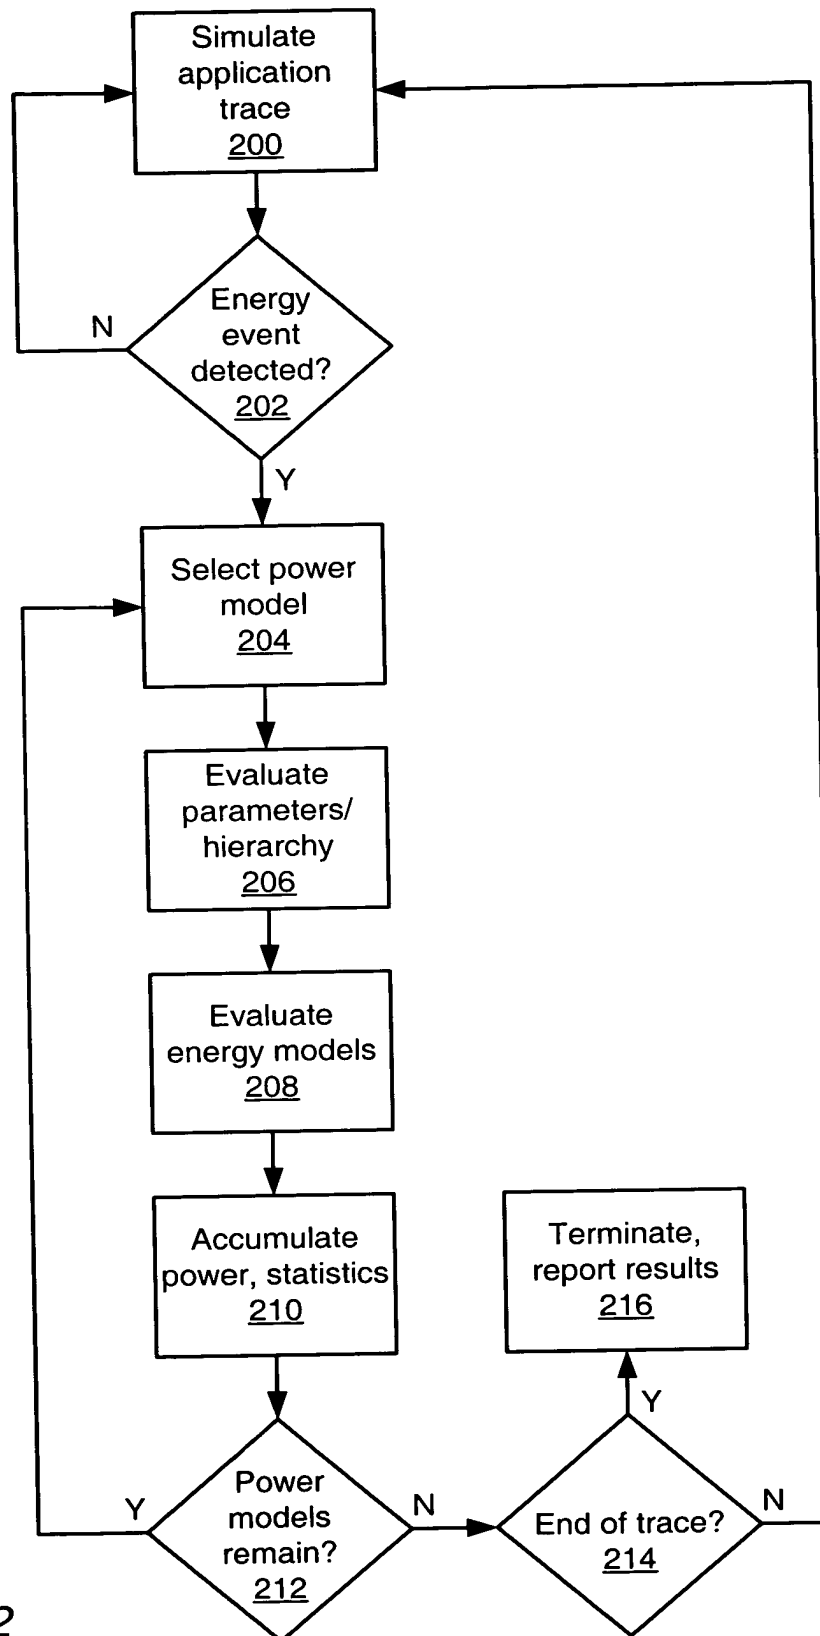 Simulate
application
trace
200
Energy
event
detected?
202
N
Y
Select power
model
204
Evaluate
parameters/
hierarchy
206
Evaluate
energy models
208
Accumulate
power, statistics
210
Terminate,
report results
216
Y
Power
models
remain?
212
Y
N
End of trace?
214
N
2